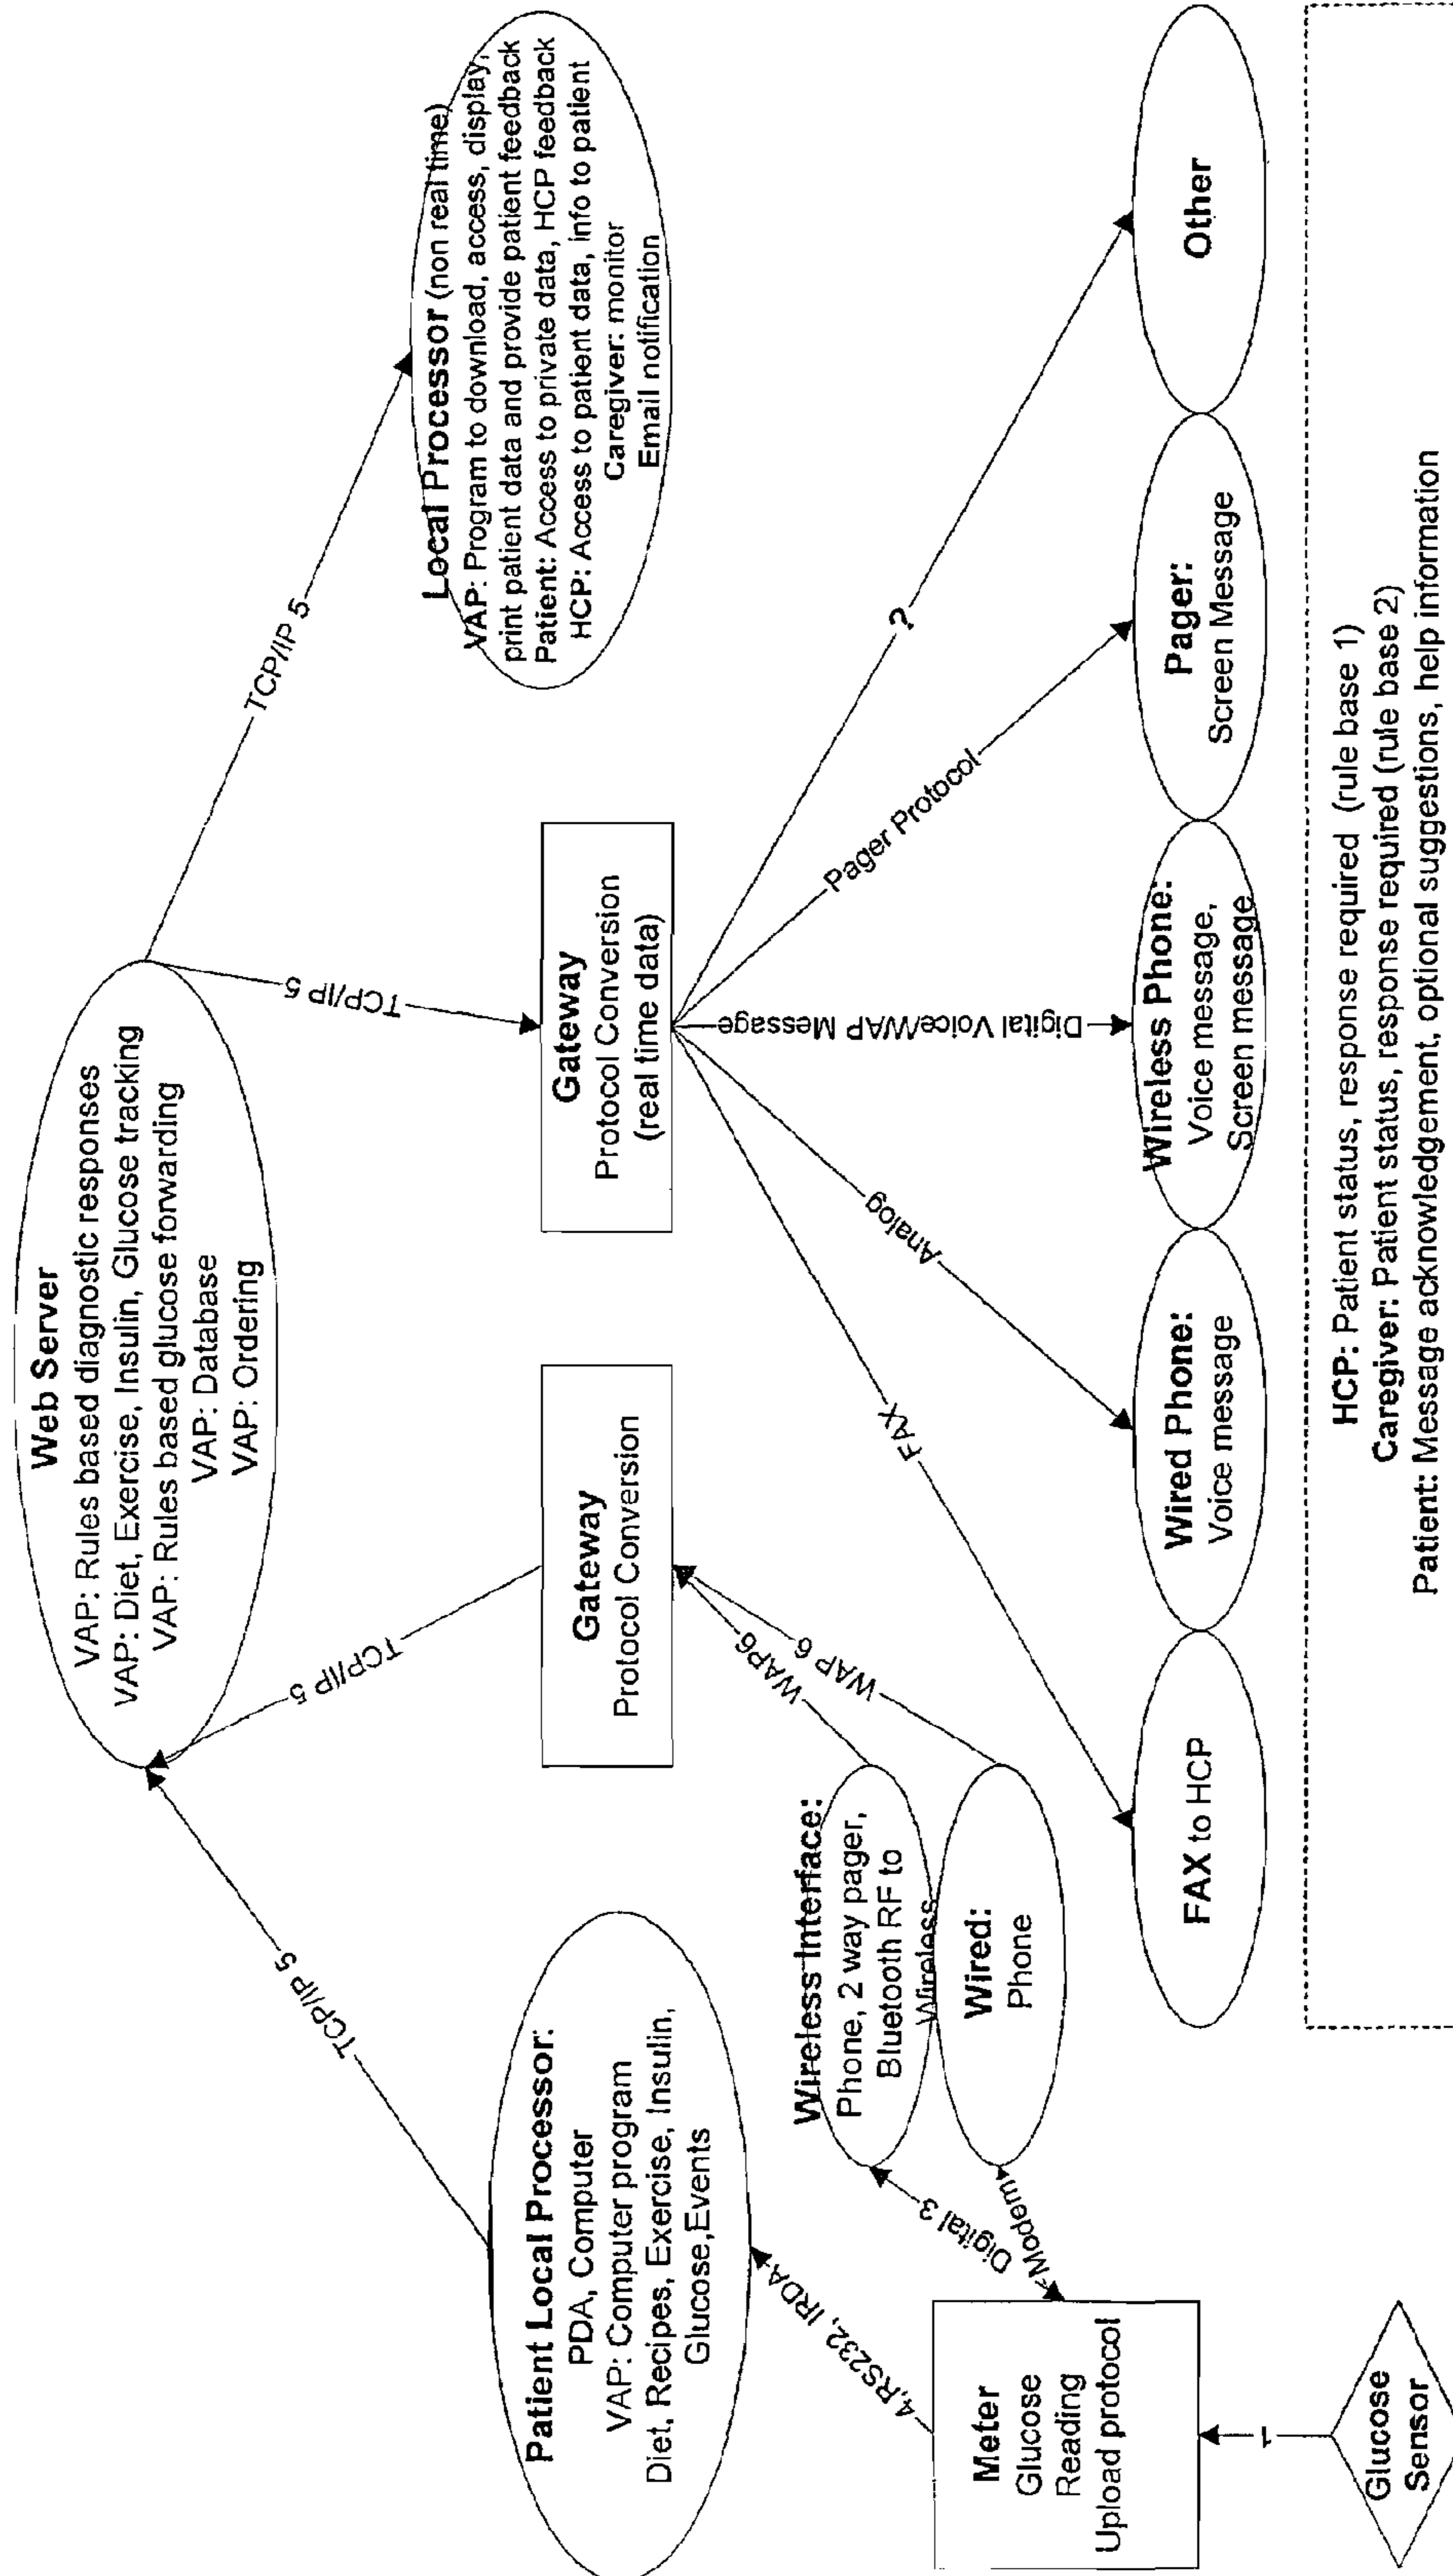 Web Server
VAP: Rules based diagnostic responses
VAP: Diet, Exercise, Insulin, Glucose tracking
VAP: Rules based glucose forwarding
VAP: Database
VAP: Ordering
TCP/IP 5
TCP/IP 5
TCP/IP 5
TCP/IP 5
Patient Local Processor:
PDA, Computer
VAP: Computer program
Diet, Recipes, Exercise, Insulin,
Glucose,Events
Gateway
Protocol Conversion
Gateway
Protocol Conversion
(real time data)
Local Processor (non real time)
VAP: Program to download, access, display,
print patient data and provide patient feedback
Patient: Access to private data, HCP feedback
HCP: Access to patient data, info to patient
Caregiver: monitor
Email notification
4,RS232, IRDA
Wireless Interface:
Phone, 2 way pager,
Bluetooth RF to
Wireless
WAP6
WAP 6
Wired:
Phone
Digital 3
Modem
Meter
Glucose
Reading
Upload protocol
1
Glucose
Sensor
FAX
Analog
Digital Voice/WAP Message
Pager Protocol
?
FAX to HCP
Wired Phone:
Voice message
Wireless Phone:
Voice message,
Screen message
Pager:
Screen Message
Other
HCP: Patient status, response required (rule base 1)
Caregiver: Patient status, response required (rule base 2)
Patient: Message acknowledgement, optional suggestions, help information